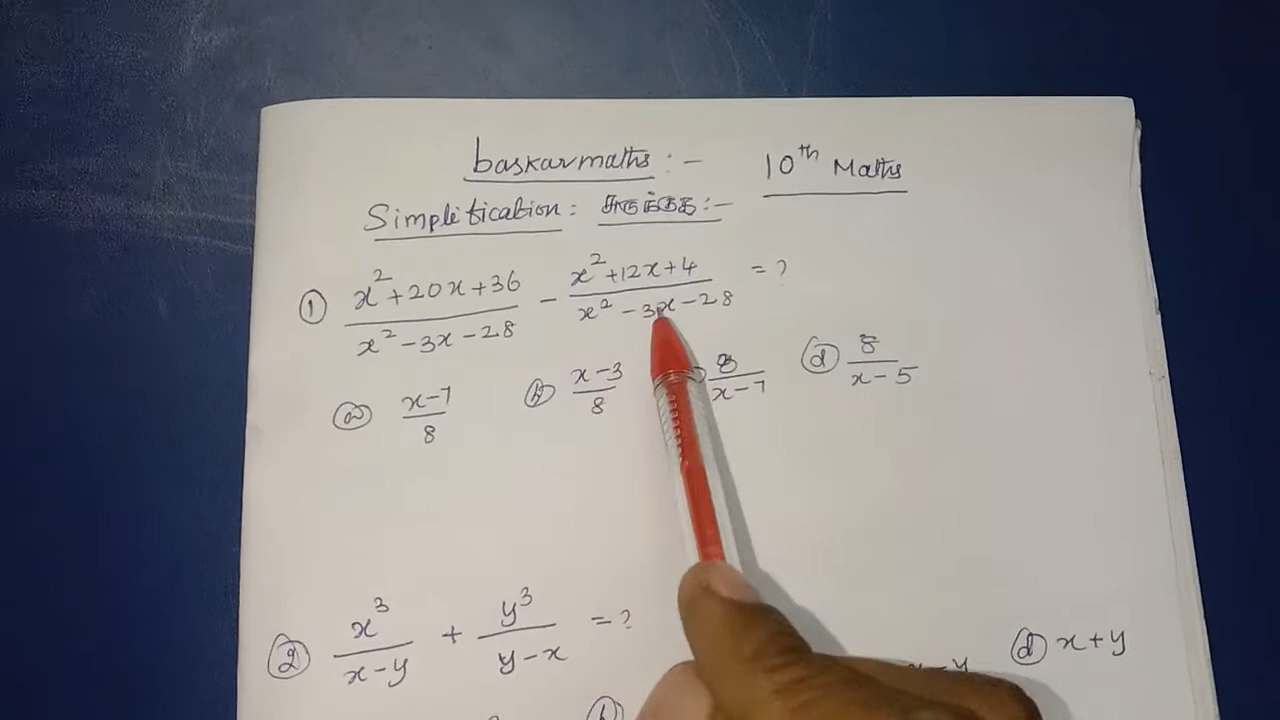 baskarmaths :- 10th Maths
Simplification : சுருக்குக :-
① (x² + 20x + 36)/(x² - 3x - 28) - (x² + 12x + 4)/(x² - 3x - 28) = ?
ⓐ (x-7)/8 ⓑ (x-3)/8 8/(x-7) ⓓ 8/(x-5)
② x³/(x-y) + y³/(y-x) = ?
ⓓ x+y